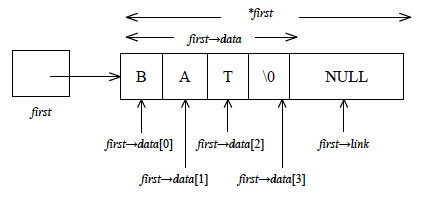 *first
first→data
B A T \0 NULL
first
first→data[0] first→data[2] first→link
first→data[1] first→data[3]